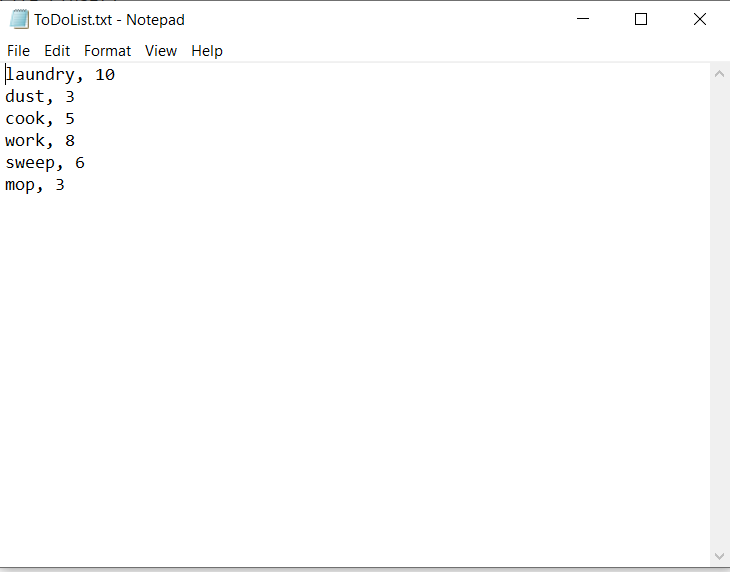 ToDoList.txt - Notepad
File Edit Format View Help
laundry, 10
dust, 3
cook, 5
work, 8
sweep, 6
mop, 3